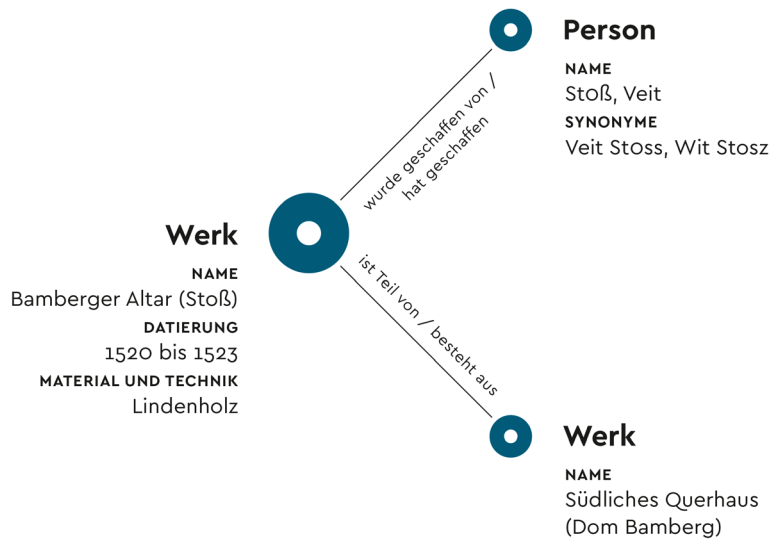 Person
NAME
Stoß, Veit
SYNONYME
Veit Stoss, Wit Stosz
wurde geschaffen von /
hat geschaffen
Werk
NAME
Bamberger Altar (Stoß)
DATIERUNG
1520 bis 1523
MATERIAL UND TECHNIK
Lindenholz
ist Teil von / besteht aus
Werk
NAME
Südliches Querhaus
(Dom Bamberg)